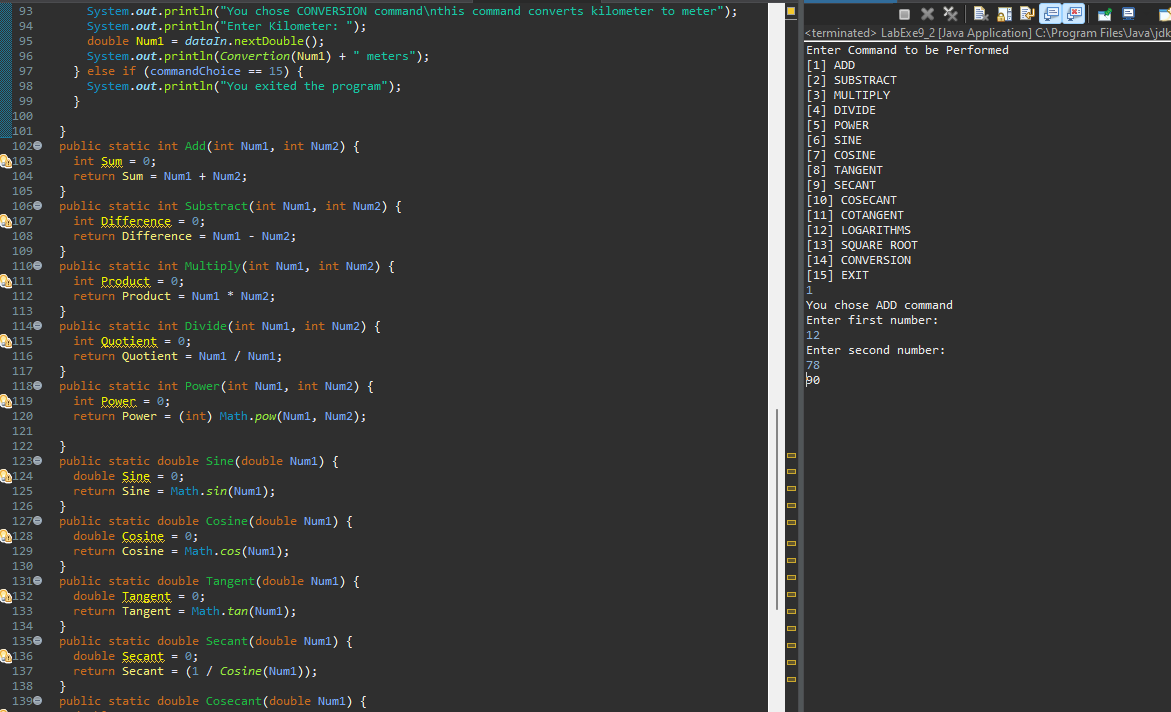 93 System.out.println("You chose CONVERSION command\nthis command converts kilometer to meter");
94 System.out.println("Enter Kilometer: ");
95 double Num1 = dataIn.nextDouble();
96 System.out.println(Convertion(Num1) + " meters");
97 } else if (commandChoice == 15) {
98 System.out.println("You exited the program");
99 }
100
101 }
102 public static int Add(int Num1, int Num2) {
103 int Sum = 0;
104 return Sum = Num1 + Num2;
105 }
106 public static int Substract(int Num1, int Num2) {
107 int Difference = 0;
108 return Difference = Num1 - Num2;
109 }
110 public static int Multiply(int Num1, int Num2) {
111 int Product = 0;
112 return Product = Num1 * Num2;
113 }
114 public static int Divide(int Num1, int Num2) {
115 int Quotient = 0;
116 return Quotient = Num1 / Num1;
117 }
118 public static int Power(int Num1, int Num2) {
119 int Power = 0;
120 return Power = (int) Math.pow(Num1, Num2);
121
122 }
123 public static double Sine(double Num1) {
124 double Sine = 0;
125 return Sine = Math.sin(Num1);
126 }
127 public static double Cosine(double Num1) {
128 double Cosine = 0;
129 return Cosine = Math.cos(Num1);
130 }
131 public static double Tangent(double Num1) {
132 double Tangent = 0;
133 return Tangent = Math.tan(Num1);
134 }
135 public static double Secant(double Num1) {
136 double Secant = 0;
137 return Secant = (1 / Cosine(Num1));
138 }
139 public static double Cosecant(double Num1) {
<terminated> LabExe9_2 [Java Application] C:\Program Files\Java\jdk
Enter Command to be Performed
[1] ADD
[2] SUBSTRACT
[3] MULTIPLY
[4] DIVIDE
[5] POWER
[6] SINE
[7] COSINE
[8] TANGENT
[9] SECANT
[10] COSECANT
[11] COTANGENT
[12] LOGARITHMS
[13] SQUARE ROOT
[14] CONVERSION
[15] EXIT
1
You chose ADD command
Enter first number:
12
Enter second number:
78
90